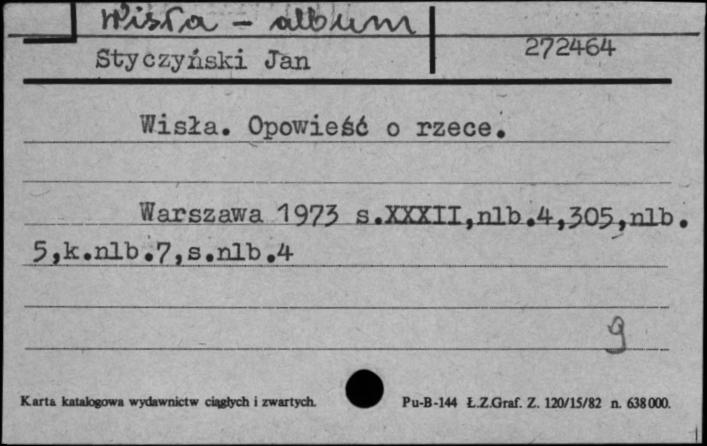 Wisła - album
Styczyński Jan
272464
Wisła. Opowieść o rzece.
Warszawa 1973 s.XXXII,nlb.4,305,nlb.
5,k.nlb.7,s.nlb.4
g
Karta katalogowa wydawnictw ciągłych i zwartych.
Pu-B-144 Ł.Z.Graf. Z. 120/15/82 n. 638000.